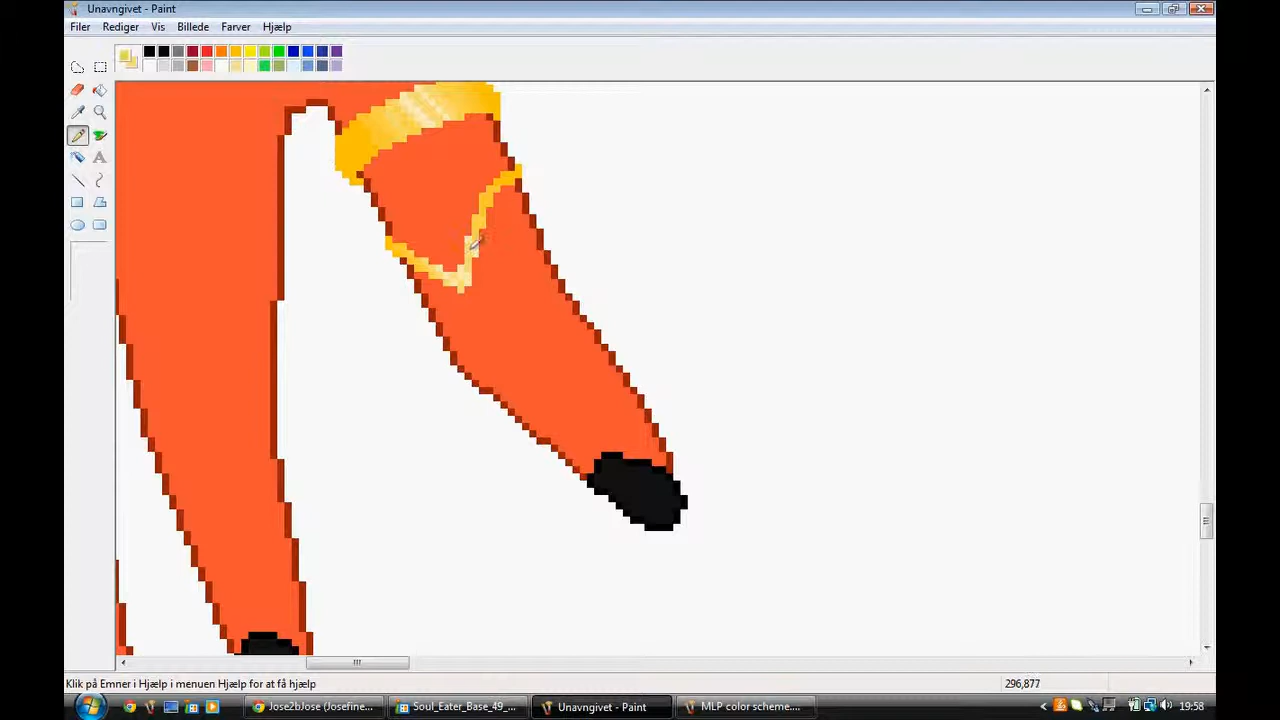 Unavngivet - Paint
Filer Rediger Vis Billede Farver Hjælp
A
Klik på Emner i Hjælp i menuen Hjælp for at få hjælp
296,877
Jose2bJose (Josefine...
Soul_Eater_Base_49_...
Unavngivet - Paint
MLP color scheme....
19:58